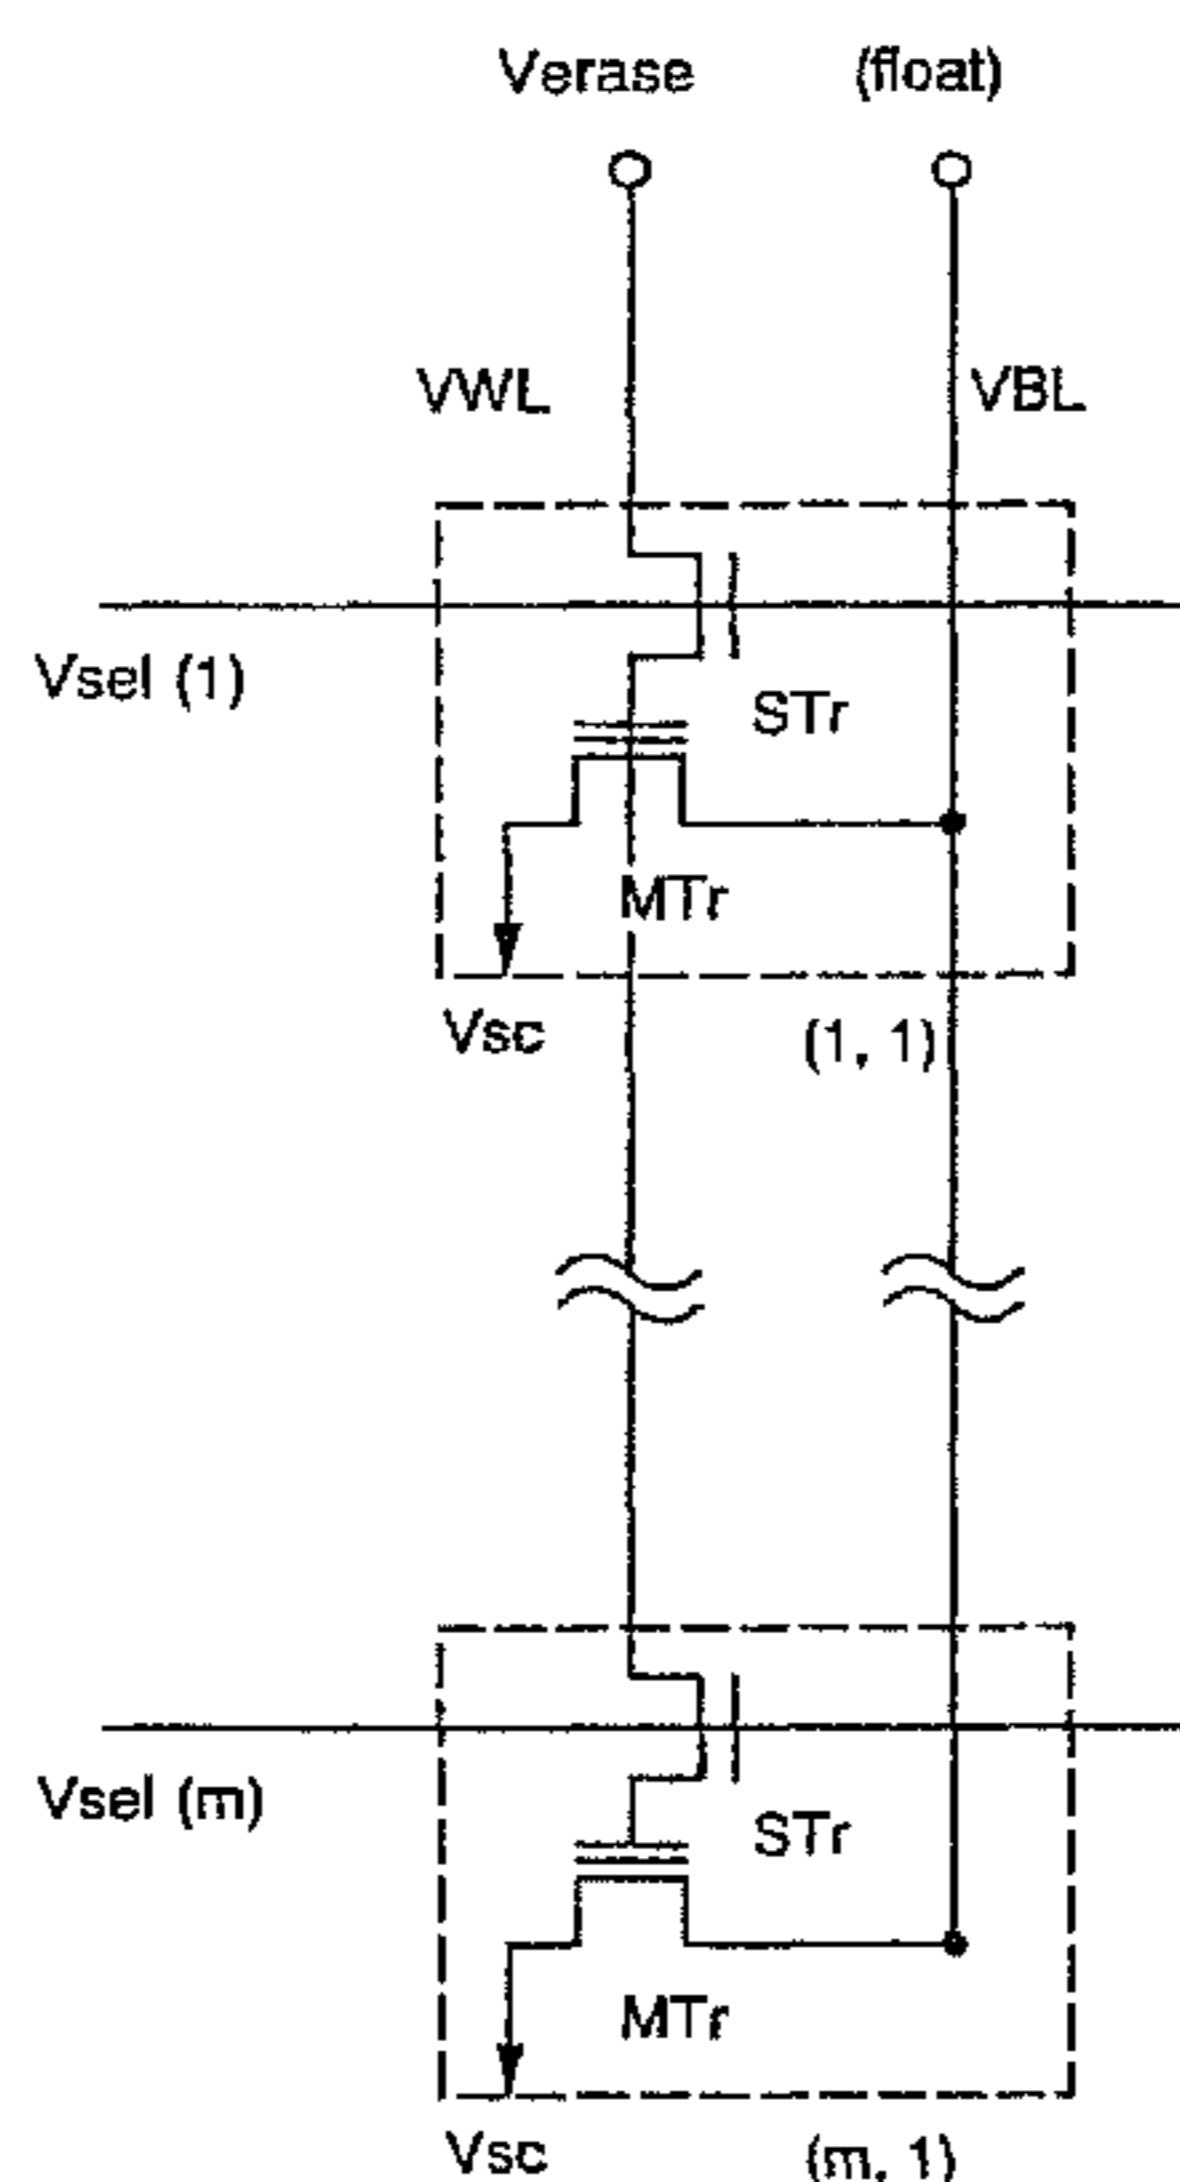 Verase (float)
VWL VBL
Vsel (1)
STr
MTr
Vsc (1, 1)
Vsel (m)
STr
MTr
Vsc (m, 1)